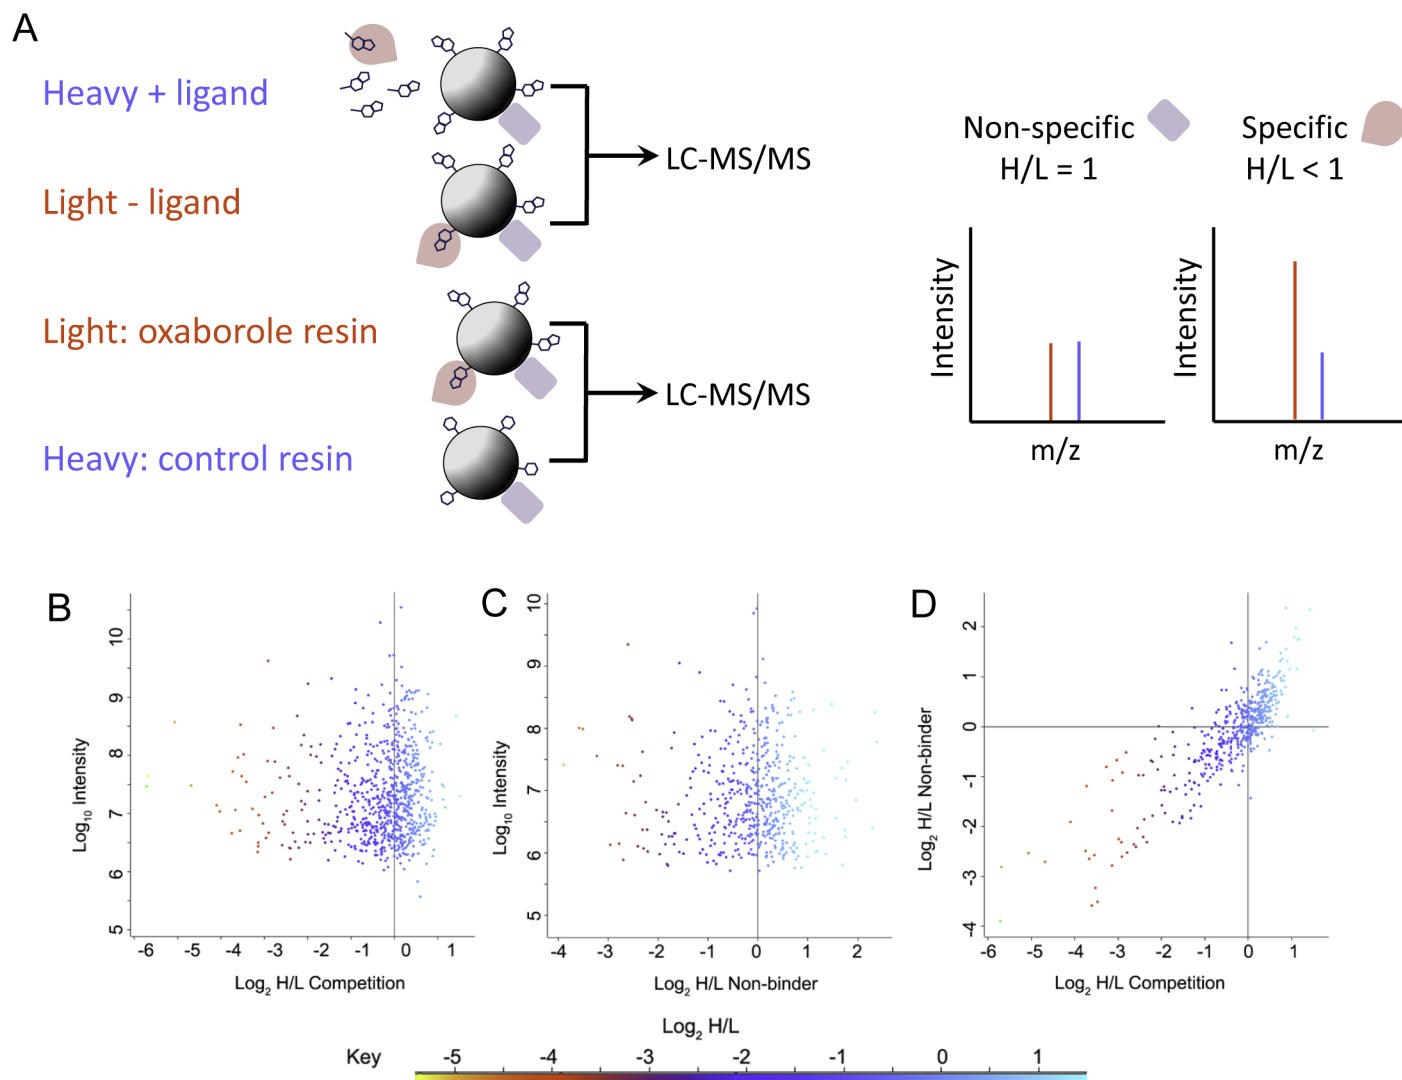 A
Heavy + ligand
Light - ligand
LC-MS/MS
Light: oxaborole resin
LC-MS/MS
Heavy: control resin
Non-specific
H/L = 1
Specific
H/L < 1
Intensity
m/z
Intensity
m/z
B
Log10 Intensity
10
9
8
7
6
5
-6 -5 -4 -3 -2 -1 0 1
Log2 H/L Competition
C
Log10 Intensity
10
9
8
7
6
5
-4 -3 -2 -1 0 1 2
Log2 H/L Non-binder
D
Log2 H/L Non-binder
2
1
0
-1
-2
-3
-4
-6 -5 -4 -3 -2 -1 0 1
Log2 H/L Competition
Log2 H/L
Key -5 -4 -3 -2 -1 0 1